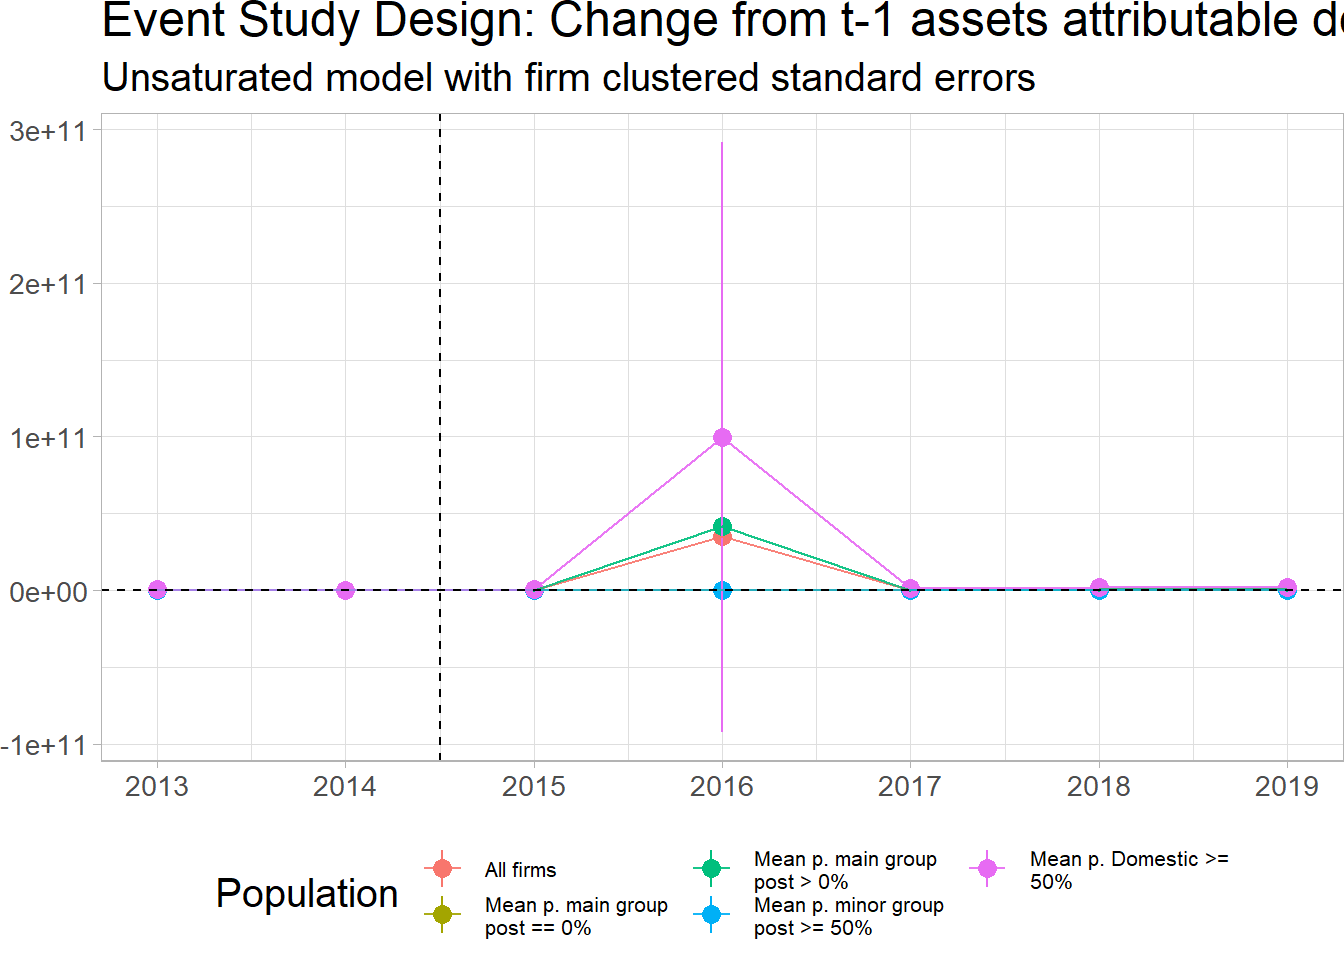 Event Study Design: Change from t-1 assets attributable
Unsaturated model with firm clustered standard errors
3e+11
2e+11
1e+11
0e+00
-1e+11
2013 2014 2015 2016 2017 2018 2019
Population
All firms
Mean p. main group
post == 0%
Mean p. main group
post > 0%
Mean p. minor group
post >= 50%
Mean p. Domestic >=
50%